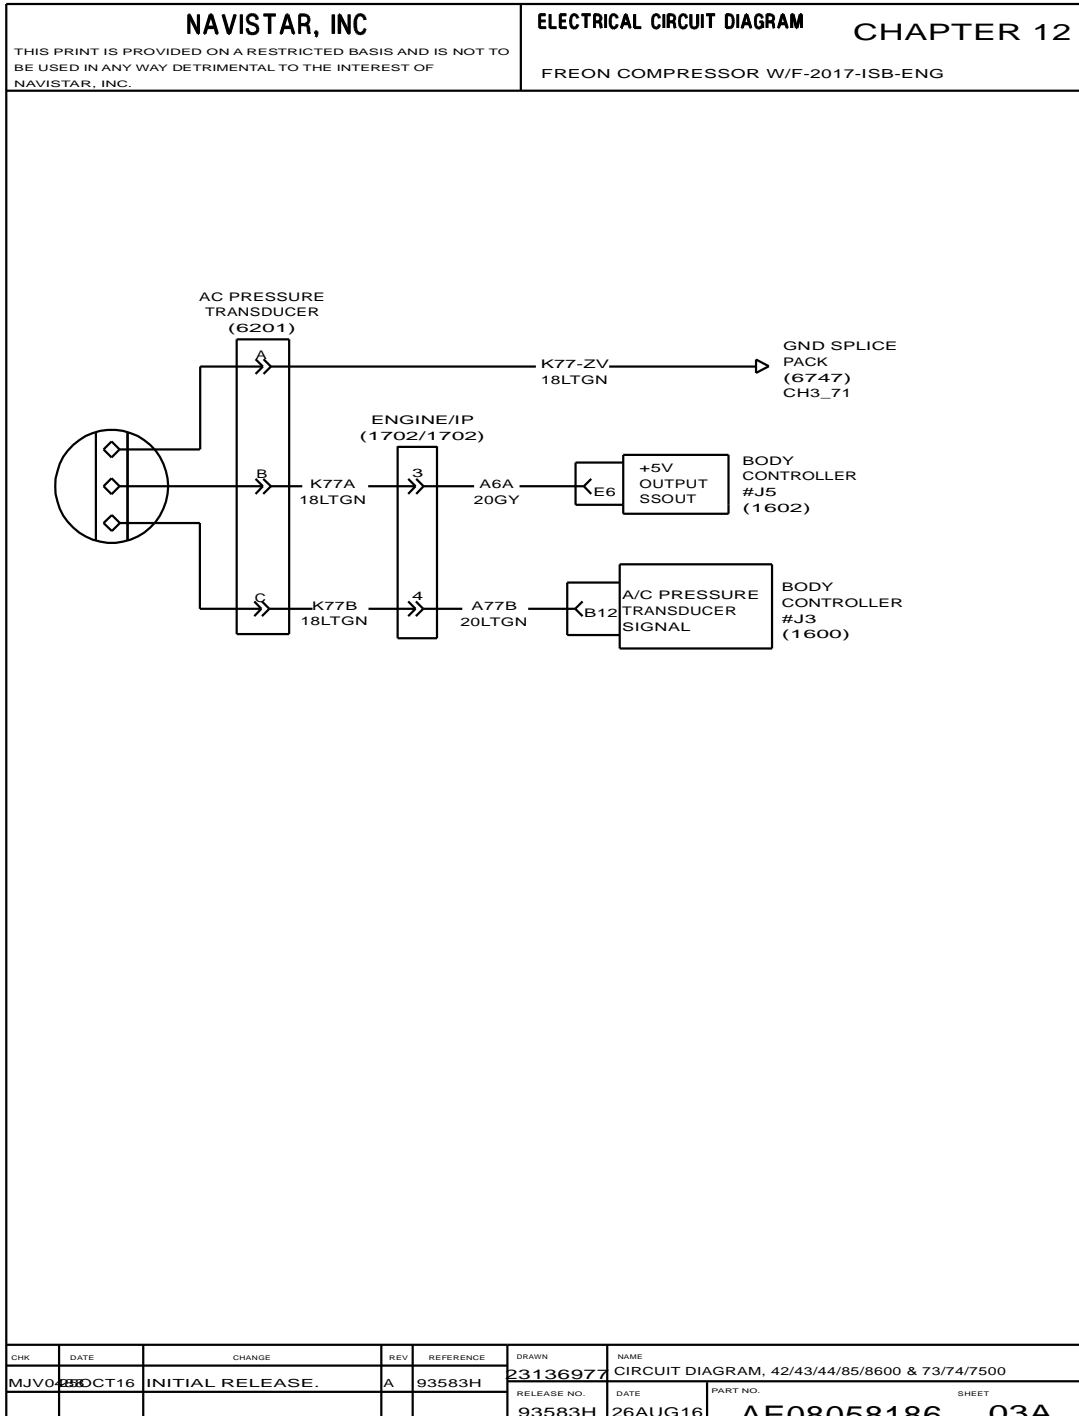 NAVISTAR, INC
THIS PRINT IS PROVIDED ON A RESTRICTED BASIS AND IS NOT TO
BE USED IN ANY WAY DETRIMENTAL TO THE INTEREST OF
NAVISTAR, INC.
ELECTRICAL CIRCUIT DIAGRAM
CHAPTER 12
FREON COMPRESSOR W/F-2017-ISB-ENG
AC PRESSURE
TRANSDUCER
(6201)
A
K77-ZV
18LTGN
GND SPLICE
PACK
(6747)
CH3_71
ENGINE/IP
(1702/1702)
B
K77A
18LTGN
3
A6A
20GY
E6
+5V
OUTPUT
SSOUT
BODY
CONTROLLER
#J5
(1602)
C
K77B
18LTGN
4
A77B
20LTGN
B12
A/C PRESSURE
TRANSDUCER
SIGNAL
BODY
CONTROLLER
#J3
(1600)
CHK
DATE
CHANGE
REV
REFERENCE
DRAWN
NAME
OCT16
INITIAL RELEASE.
A
93583H
23136977
CIRCUIT DIAGRAM, 42/43/44/85/8600 & 73/74/7500
RELEASE NO.
DATE
PART NO.
SHEET
93583H
26AUG16
AE08058186
03A